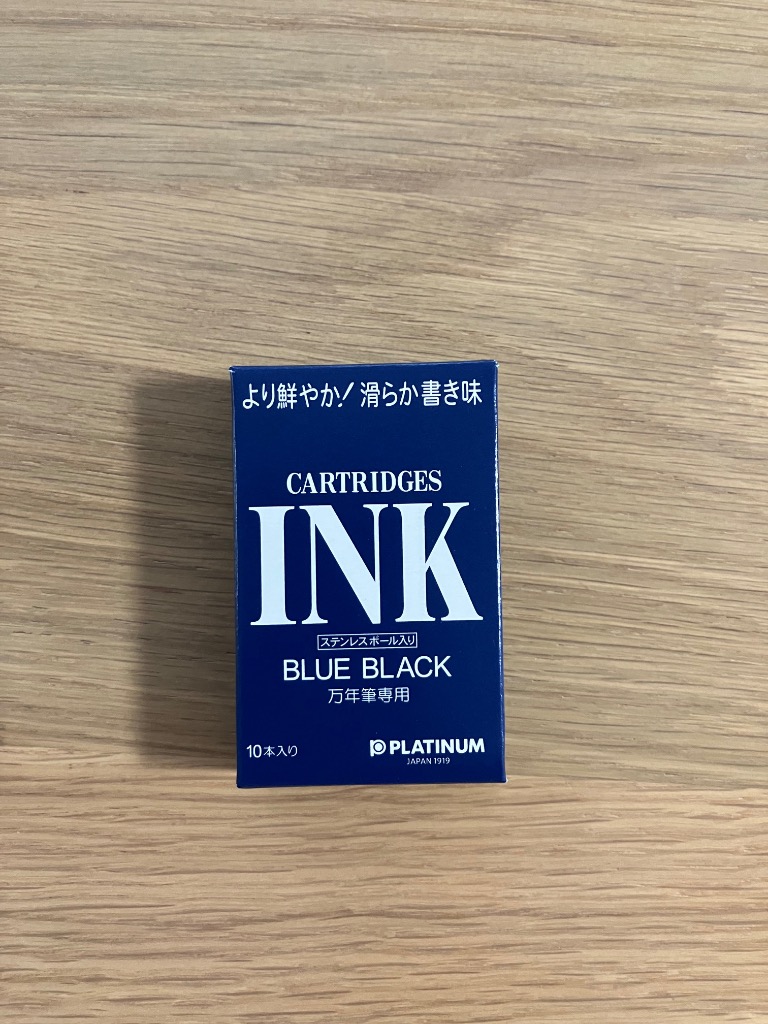 より鮮やか! 滑らか書き味
CARTRIDGES
INK
ステンレスボール入り
BLUE BLACK
万年筆専用
10本入り
PLATINUM
JAPAN 1919